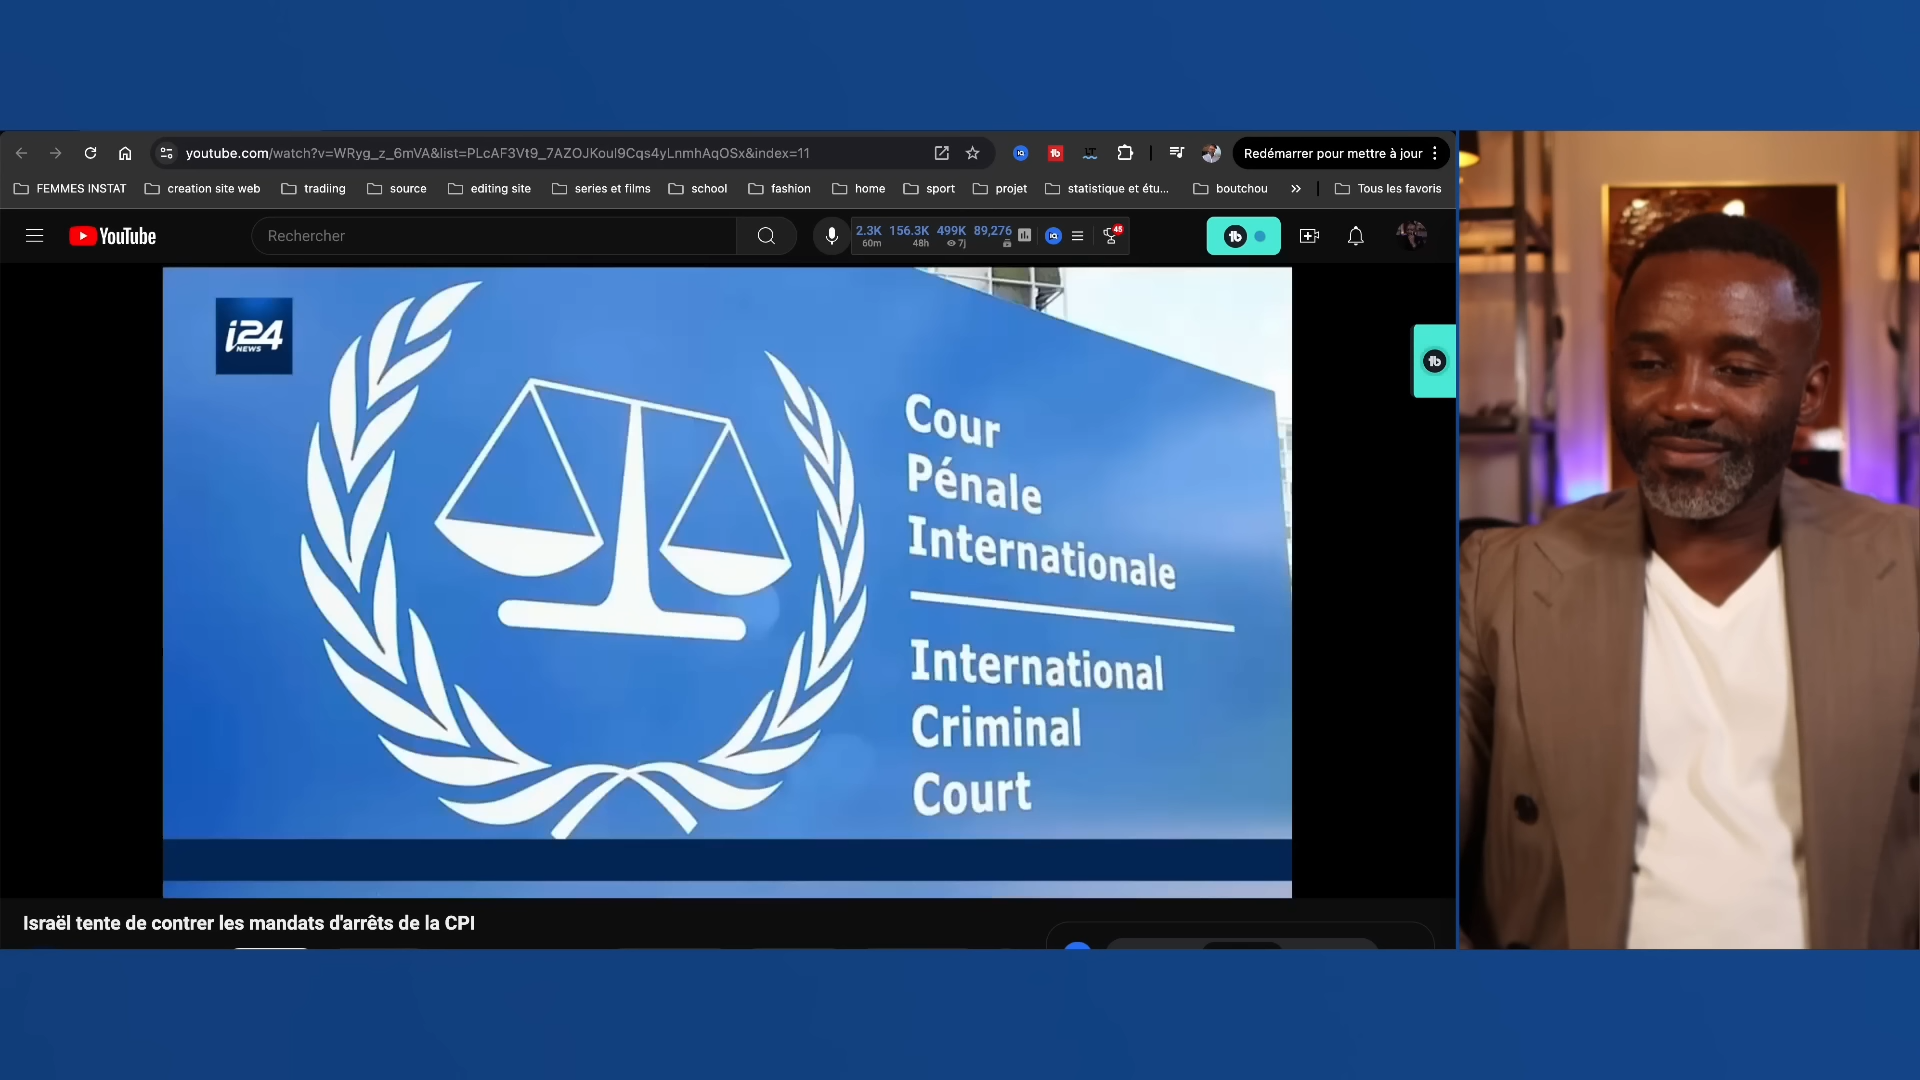 youtube.com/watch?v=WRyg_z_6mVA&list=PLcAF3Vt9_7AZOJKoul9Cqs4yLnmhAqOSx&index=11
Redémarrer pour mettre à jour
FEMMES INSTAT
creation site web
tradiing
source
editing site
series et films
school
fashion
home
sport
projet
statistique et étu...
boutchou
Tous les favoris
YouTube
Rechercher
2.3K 156.3K 499K 89,276
60m 48h 7j
48
i24
NEWS
Cour
Pénale
Internationale
International
Criminal
Court
Israël tente de contrer les mandats d'arrêts de la CPI